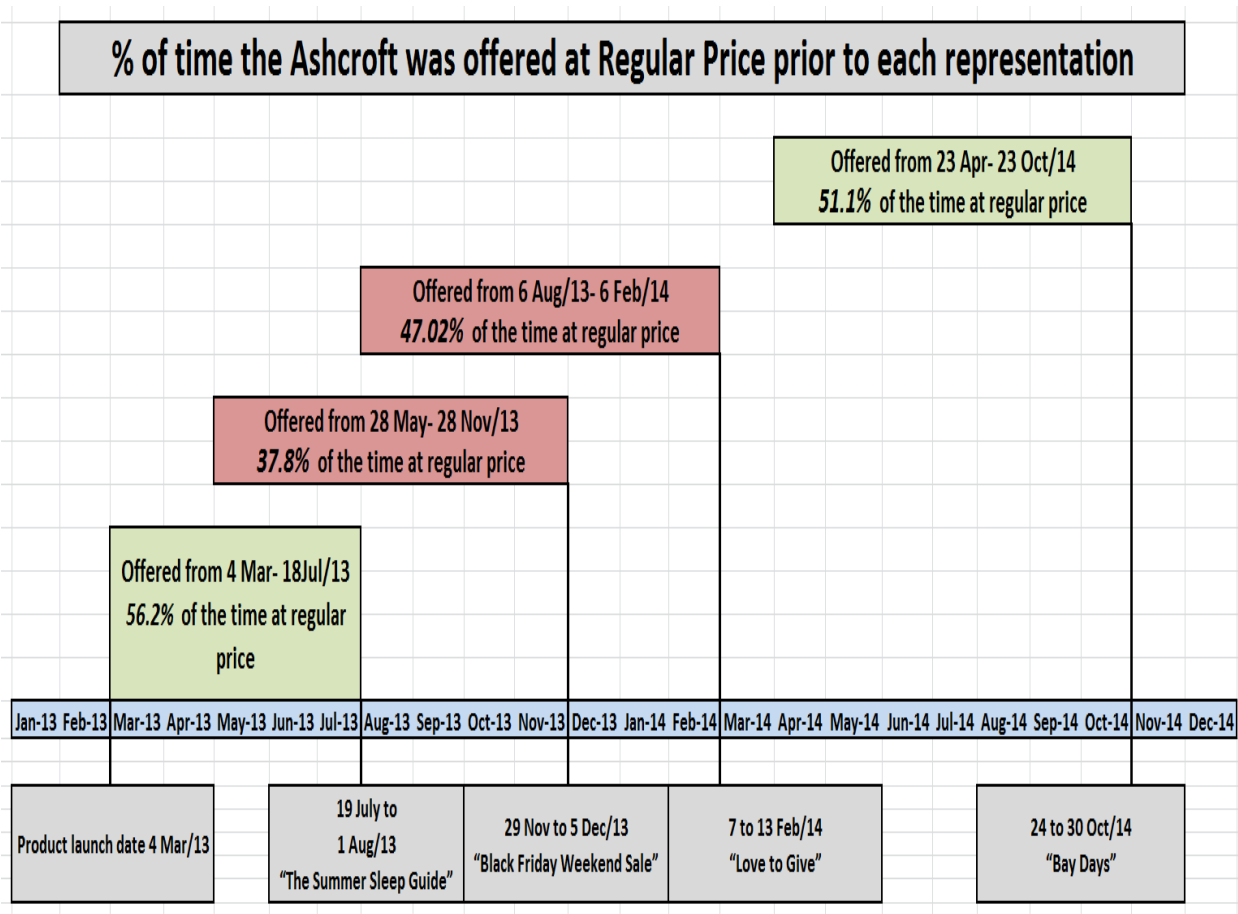 % of time the Ashcroft was offered at Regular Price prior to each representation
Offered from 23 Apr- 23 Oct/14
51.1% of the time at regular price
Offered from 6 Aug/13- 6 Feb/14
47.02% of the time at regular price
Offered from 28 May- 28 Nov/13
37.8% of the time at regular price
Offered from 4 Mar- 18Jul/13
56.2% of the time at regular
price
Jan-13 Feb-13 Mar-13 Apr-13 May-13 Jun-13 Jul-13 Aug-13 Sep-13 Oct-13 Nov-13 Dec-13 Jan-14 Feb-14 Mar-14 Apr-14 May-14 Jun-14 Jul-14 Aug-14 Sep-14 Oct-14 Nov-14 Dec-14
Product launch date 4 Mar/13
19 July to
1 Aug/13
“The Summer Sleep Guide”
29 Nov to 5 Dec/13
“Black Friday Weekend Sale”
7 to 13 Feb/14
“Love to Give”
24 to 30 Oct/14
“Bay Days”